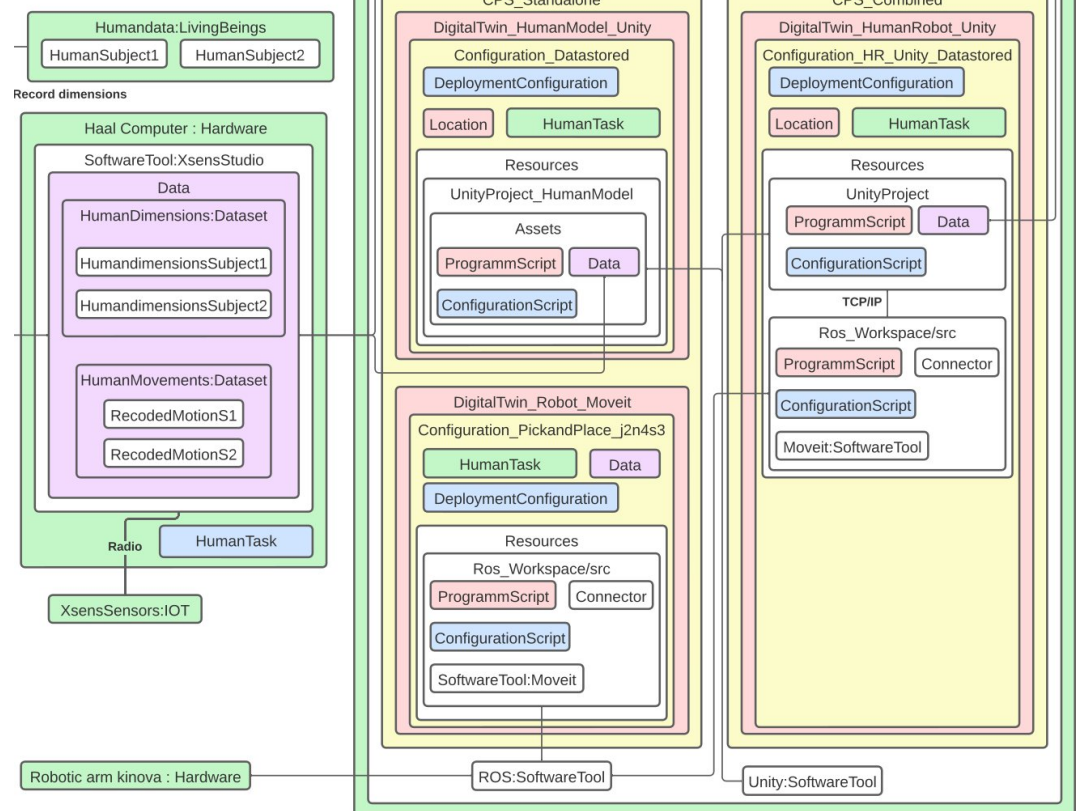 CPS_Standalone
CPS_Combined
Humandata:LivingBeings
HumanSubject1
HumanSubject2
Record dimensions
Haal Computer : Hardware
SoftwareTool:XsensStudio
Data
HumanDimensions:Dataset
HumandimensionsSubject1
HumandimensionsSubject2
HumanMovements:Dataset
RecodedMotionS1
RecodedMotionS2
Radio
HumanTask
XsensSensors:IOT
Robotic arm kinova : Hardware
DigitalTwin_HumanModel_Unity
Configuration_Datastored
DeploymentConfiguration
Location
HumanTask
Resources
UnityProject_HumanModel
Assets
ProgrammScript
Data
ConfigurationScript
DigitalTwin_Robot_Moveit
Configuration_PickandPlace_j2n4s3
HumanTask
Data
DeploymentConfiguration
Resources
Ros_Workspace/src
ProgrammScript
Connector
ConfigurationScript
SoftwareTool:Moveit
ROS:SoftwareTool
DigitalTwin_HumanRobot_Unity
Configuration_HR_Unity_Datastored
DeploymentConfiguration
Location
HumanTask
Resources
UnityProject
ProgrammScript
Data
ConfigurationScript
TCP/IP
Ros_Workspace/src
ProgrammScript
Connector
ConfigurationScript
Moveit:SoftwareTool
Unity:SoftwareTool